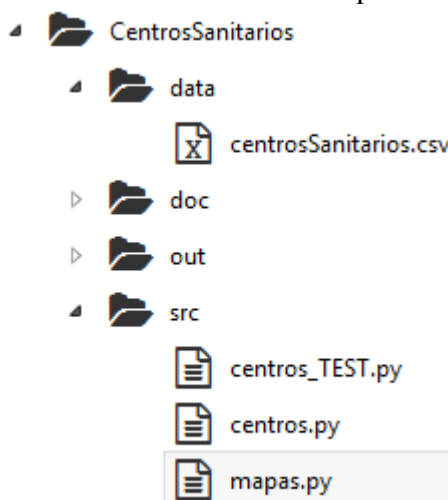 CentrosSanitarios
data
centrosSanitarios.csv
doc
out
src
centros_TEST.py
centros.py
mapas.py